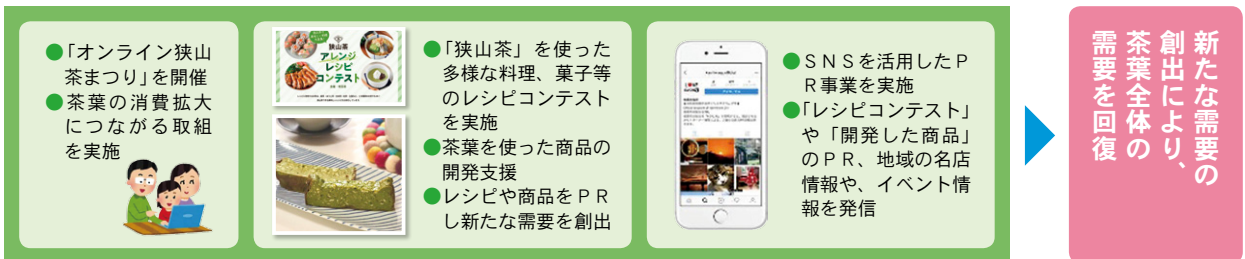 ●「オンライン狭山
茶まつり」を開催
●茶葉の消費拡大
につながる取組
を実施
狭山茶
アレンジ
レシピ
コンテスト
●「狭山茶」を使った
多様な料理、菓子等
のレシピコンテスト
を実施
●茶葉を使った商品の
開発支援
●レシピや商品をＰＲ
し新たな需要を創出
●ＳＮＳを活用したＰ
Ｒ事業を実施
●「レシピコンテスト」
や「開発した商品」
のＰＲ、地域の名店
情報や、イベント情
報を発信
新たな需要の
創出により、
茶葉全体の
需要を回復